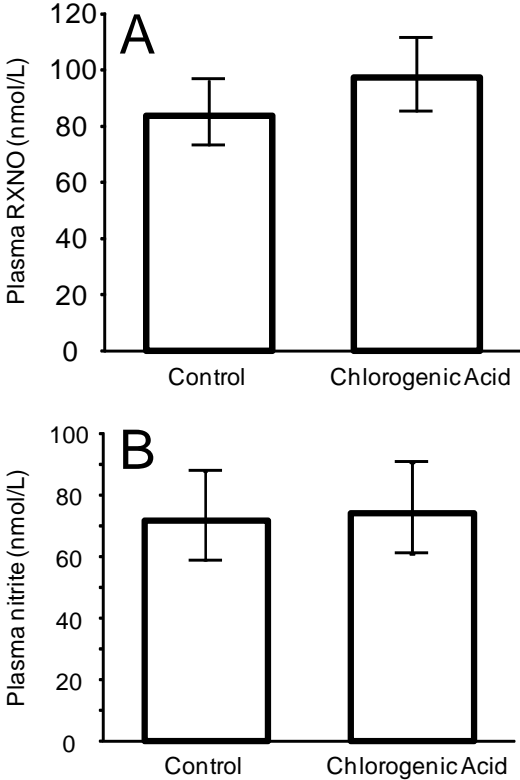 A
Plasma RXNO (nmol/L)
120
100
80
60
40
20
0
Control Chlorogenic Acid
B
Plasma nitrite (nmol/L)
100
80
60
40
20
0
Control Chlorogenic Acid